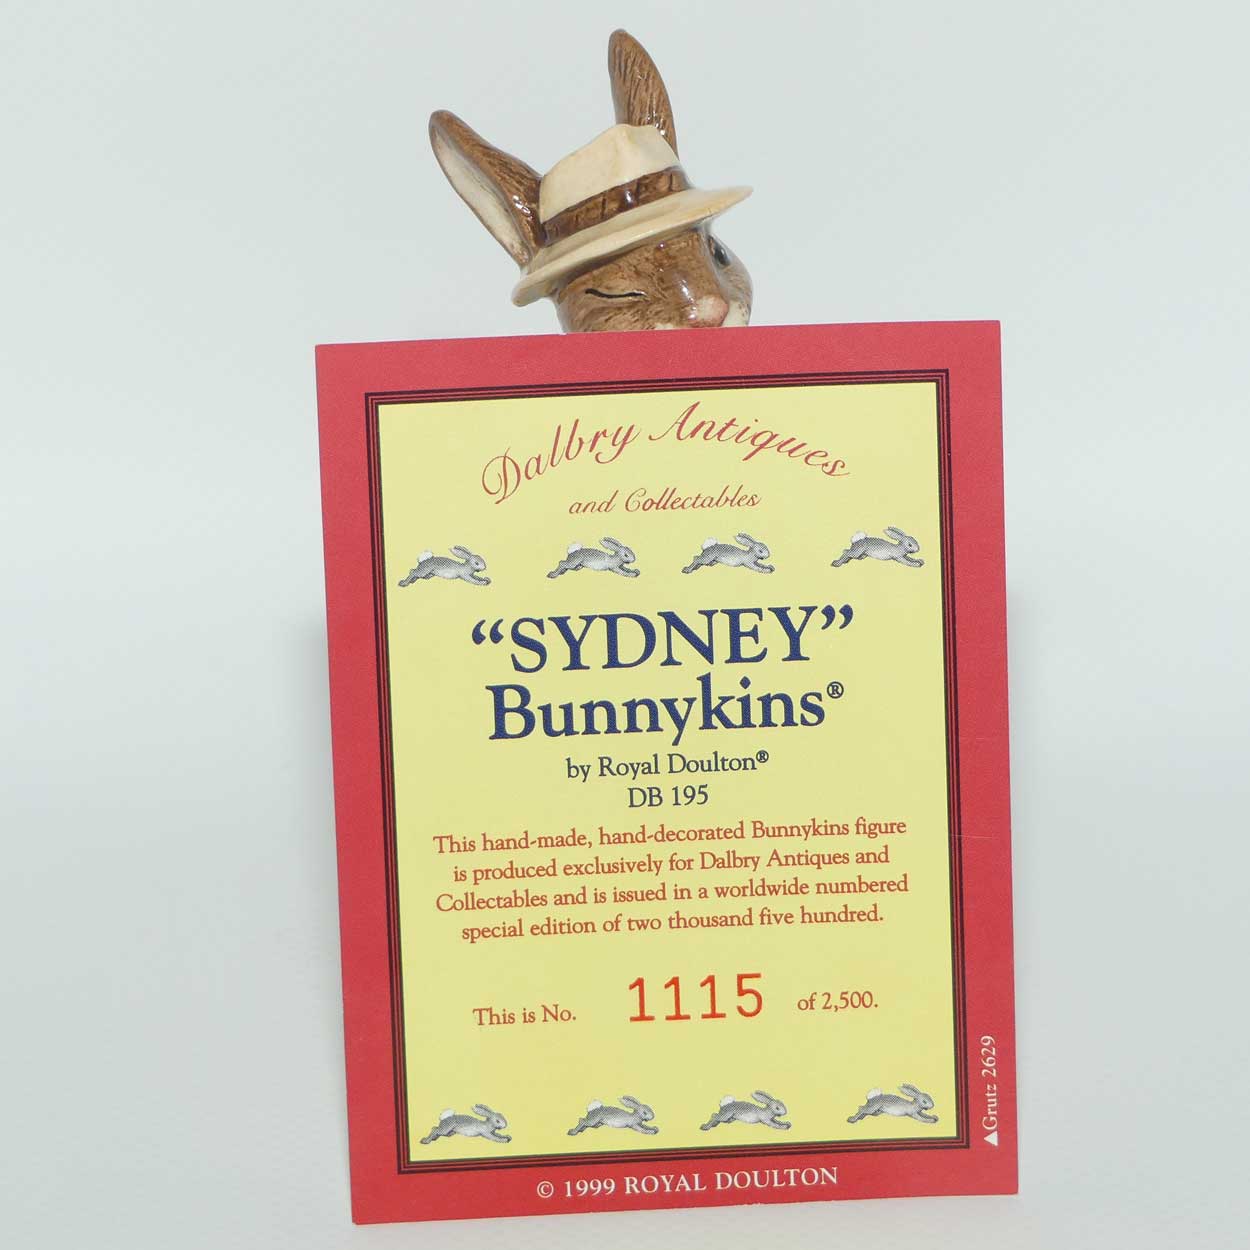 Dalbry Antiques
and Collectables
“SYDNEY”
Bunnykins®
by Royal Doulton®
DB 195
This hand-made, hand-decorated Bunnykins figure
is produced exclusively for Dalbry Antiques and
Collectables and is issued in a worldwide numbered
special edition of two thousand five hundred.
This is No. 1115 of 2,500.
▲Grutz 2629
© 1999 ROYAL DOULTON